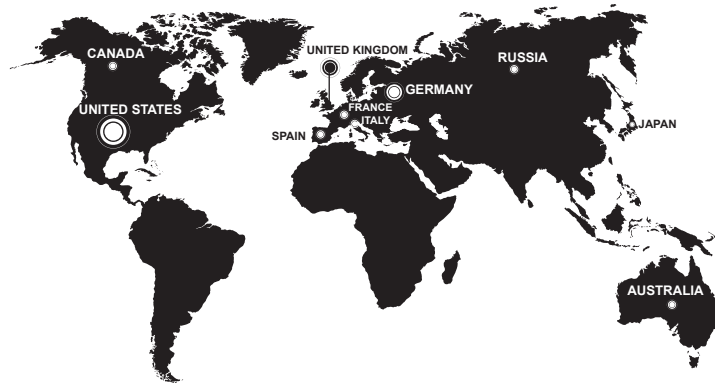 CANADA
UNITED KINGDOM
RUSSIA
GERMANY
UNITED STATES
FRANCE
ITALY
JAPAN
SPAIN
AUSTRALIA